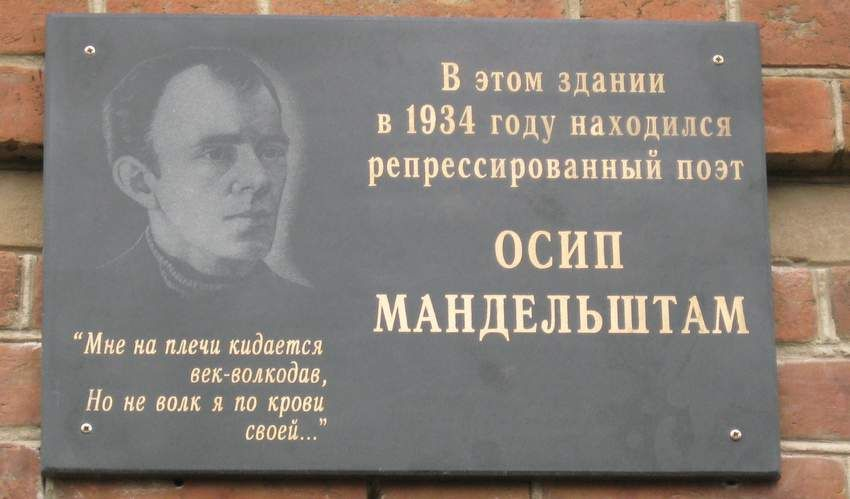 В этом здании
в 1934 году находился
репрессированный поэт
ОСИП
МАНДЕЛЬШТАМ
“Мне на плечи кидается
век-волкодав,
Но не волк я по крови
своей...”